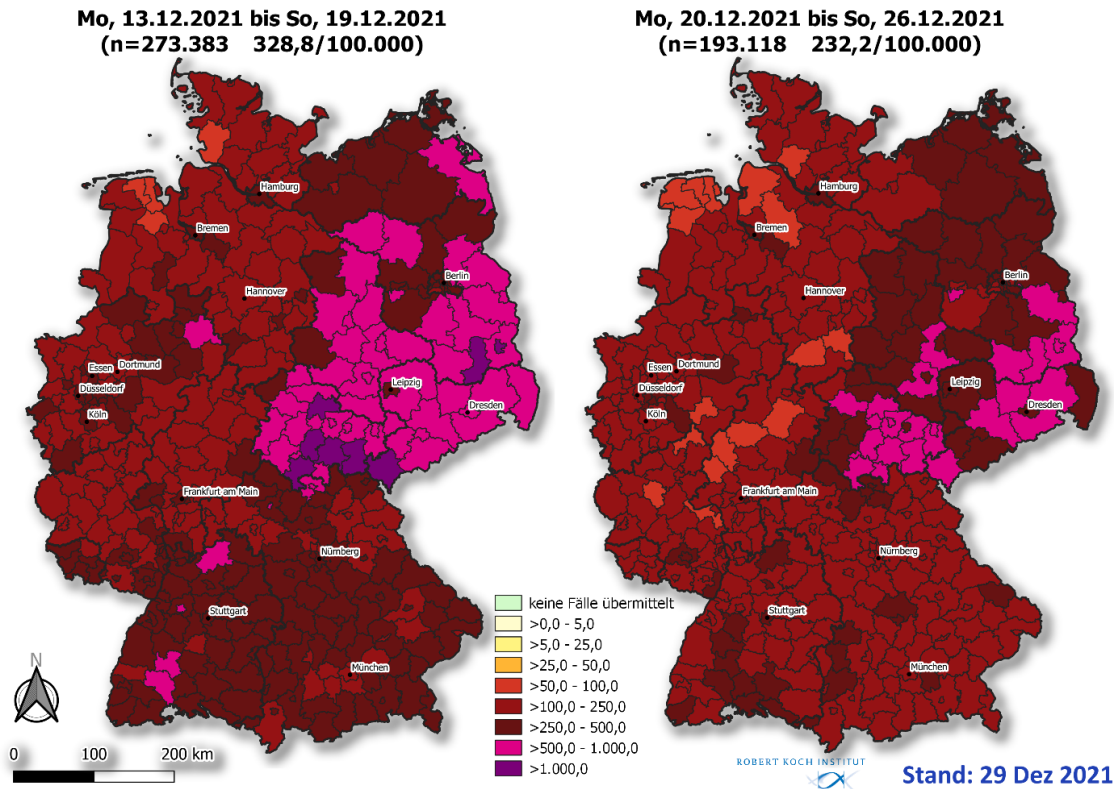 Mo, 13.12.2021 bis So, 19.12.2021
(n=273.383 328,8/100.000)
Mo, 20.12.2021 bis So, 26.12.2021
(n=193.118 232,2/100.000)
Hamburg
Bremen
Berlin
Hannover
Essen
Dortmund
Düsseldorf
Leipzig
Köln
Dresden
Frankfurt am Main
Nürnberg
Stuttgart
München
Hamburg
Bremen
Berlin
Hannover
Essen
Dortmund
Düsseldorf
Leipzig
Köln
Dresden
Frankfurt am Main
Nürnberg
Stuttgart
München
keine Fälle übermittelt
>0,0 - 5,0
>5,0 - 25,0
>25,0 - 50,0
>50,0 - 100,0
>100,0 - 250,0
>250,0 - 500,0
>500,0 - 1.000,0
>1.000,0
N
0 100 200 km
ROBERT KOCH INSTITUT
Stand: 29 Dez 2021